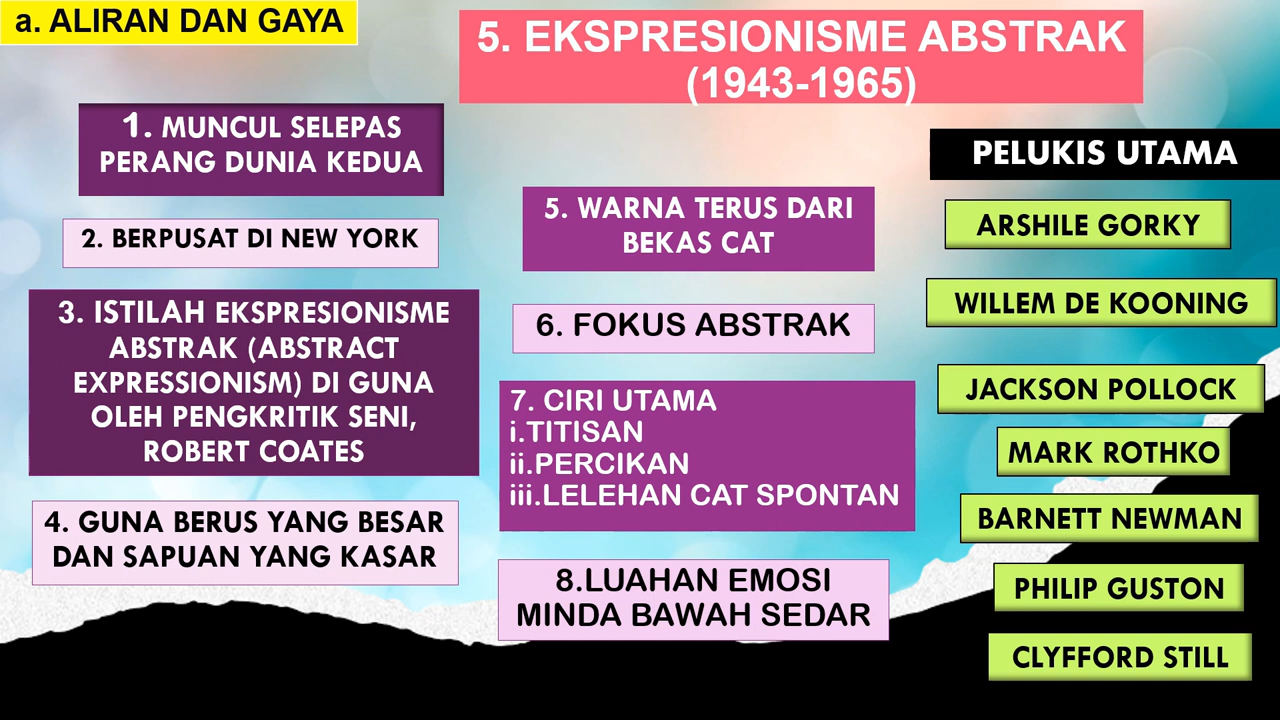 a. ALIRAN DAN GAYA
5. EKSPRESIONISME ABSTRAK
(1943-1965)
1. MUNCUL SELEPAS
PERANG DUNIA KEDUA
2. BERPUSAT DI NEW YORK
3. ISTILAH EKSPRESIONISME
ABSTRAK (ABSTRACT
EXPRESSIONISM) DI GUNA
OLEH PENGKRITIK SENI,
ROBERT COATES
4. GUNA BERUS YANG BESAR
DAN SAPUAN YANG KASAR
5. WARNA TERUS DARI
BEKAS CAT
6. FOKUS ABSTRAK
7. CIRI UTAMA
i.TITISAN
ii.PERCIKAN
iii.LELEHAN CAT SPONTAN
8.LUAHAN EMOSI
MINDA BAWAH SEDAR
PELUKIS UTAMA
ARSHILE GORKY
WILLEM DE KOONING
JACKSON POLLOCK
MARK ROTHKO
BARNETT NEWMAN
PHILIP GUSTON
CLYFFORD STILL